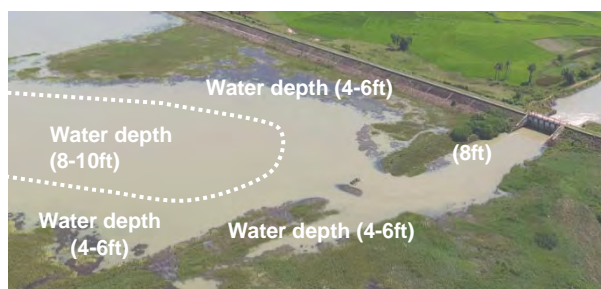 Water depth (4-6ft)
Water depth
(8-10ft)
(8ft)
Water depth
(4-6ft)
Water depth (4-6ft)